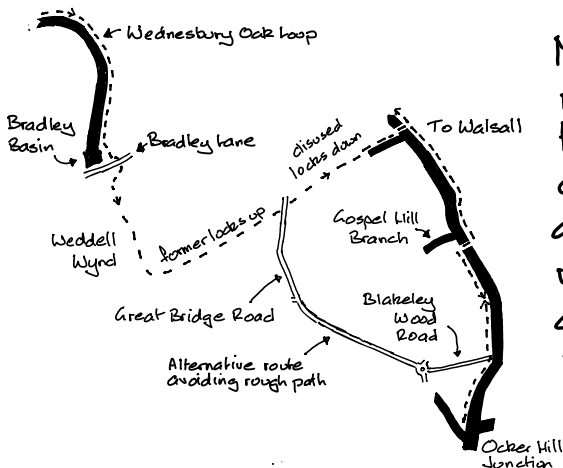 Wednesbury Oak Loop
Bradley
Basin
Bradley Lane
disused
locks down
To Walsall
former locks up
Weddell
Wynd
Gospel Hill
Branch
Great Bridge Road
Blakeley
Wood
Road
Alternative route
avoiding rough path
Ocker Hill
Junction